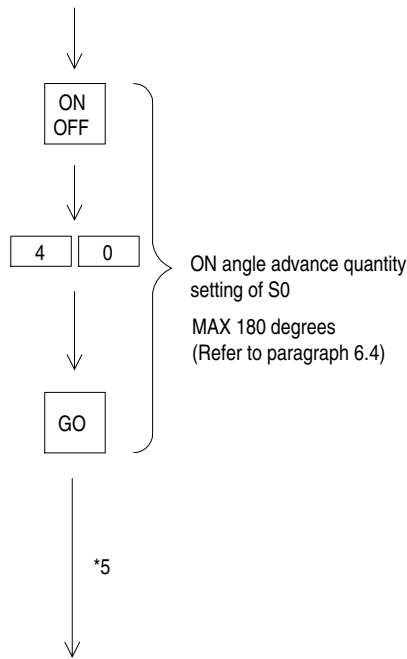 ON
OFF
4 0
ON angle advance quantity
setting of S0
MAX 180 degrees
(Refer to paragraph 6.4)
GO
*5